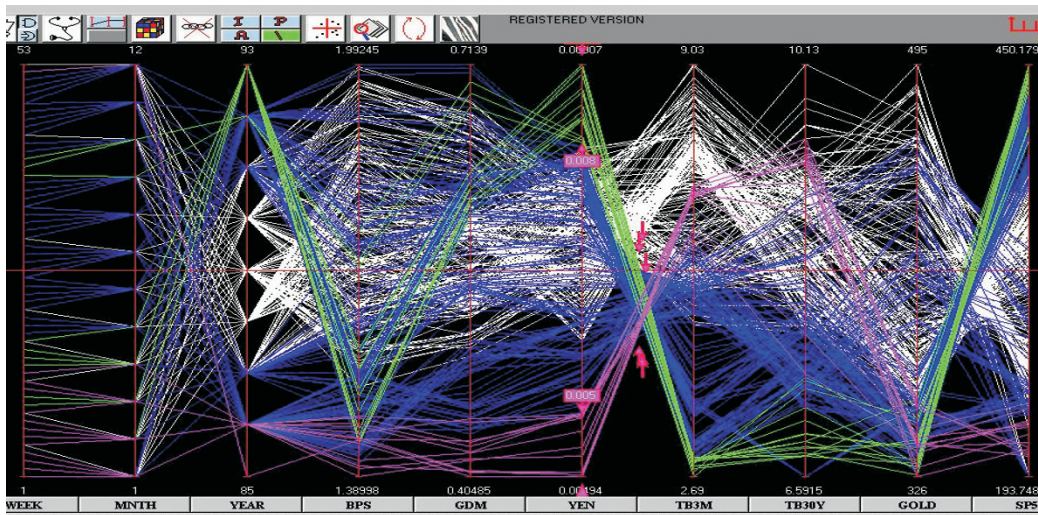 I P REGISTERED VERSION
A \
53 12 93 1.99245 0.7139 9.03 10.13 495 450.179
0.008
0.005
1 1 85 1.38998 0.40485 2.69 6.5915 326 193.748
WEEK MNTH YEAR BPS GDM YEN TB3M TB30Y GOLD SP5